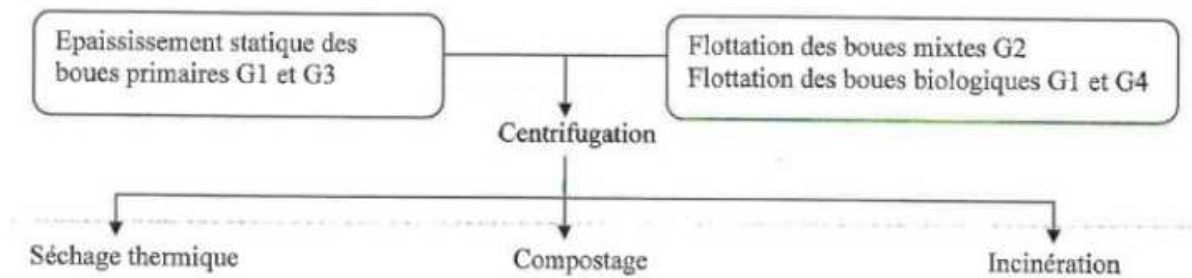 Epaississement statique des
boues primaires G1 et G3
Flottation des boues mixtes G2
Flottation des boues biologiques G1 et G4
Centrifugation
Séchage thermique
Compostage
Incinération